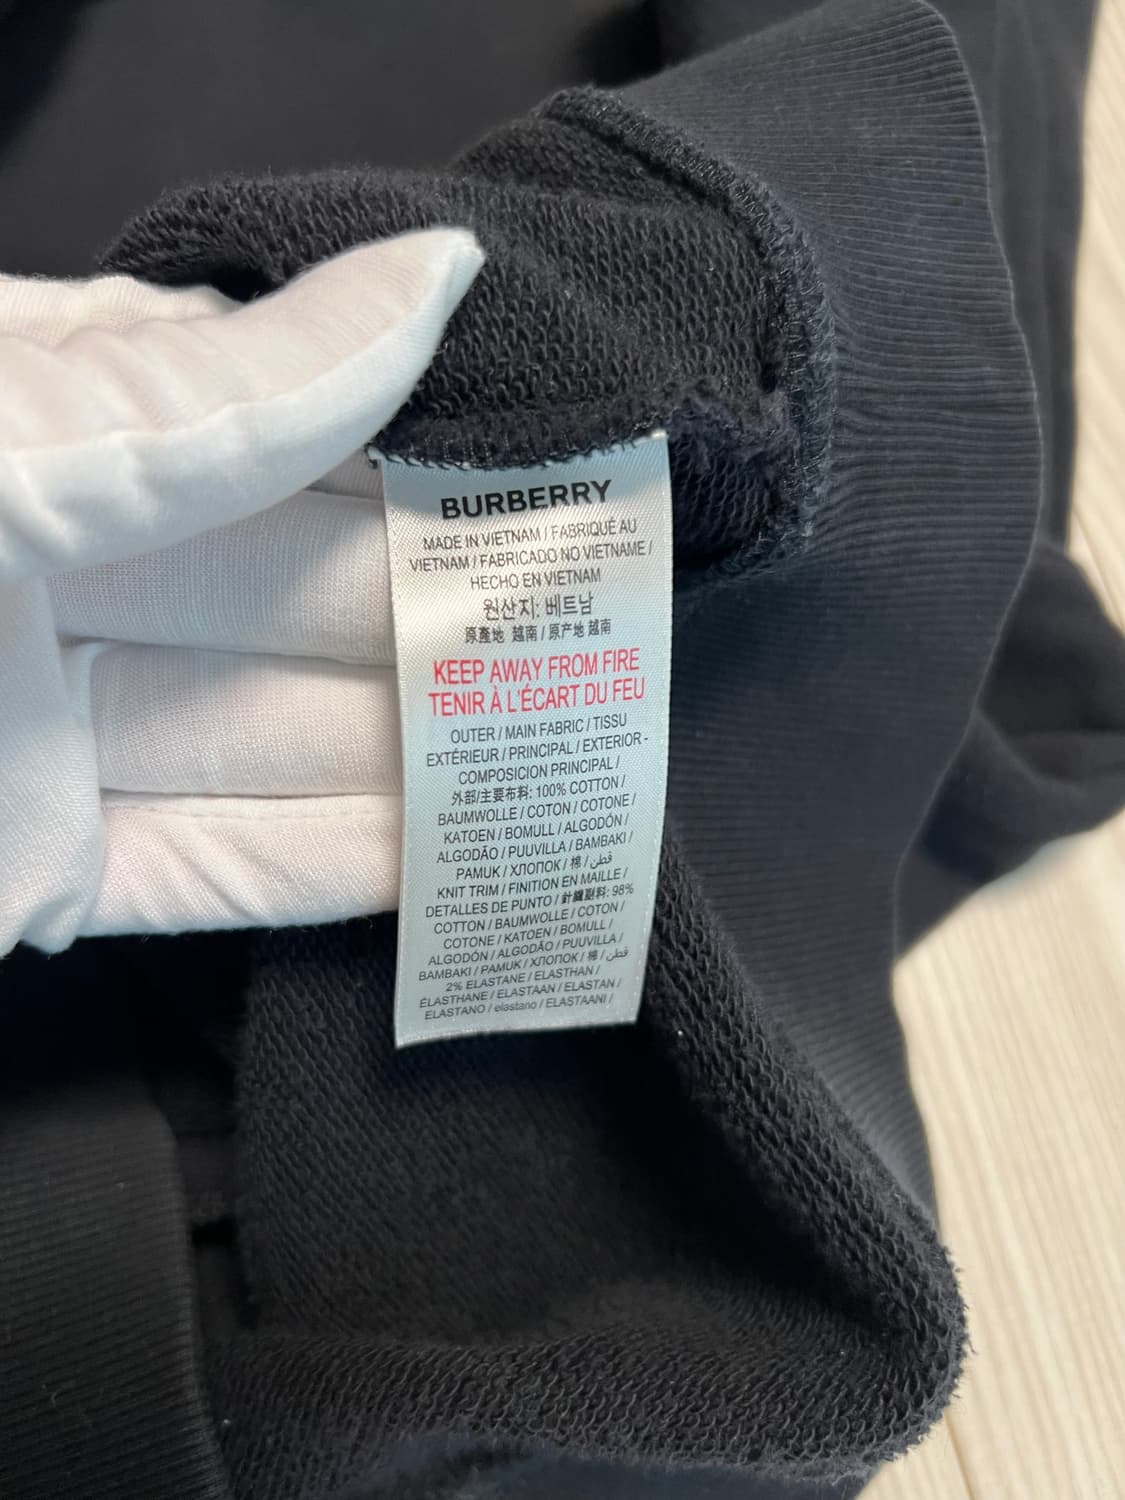 BURBERRY
MADE IN VIETNAM / FABRIQUÉ AU
VIETNAM / FABRICADO NO VIETNAME /
HECHO EN VIETNAM
원산지: 베트남
原產地 越南 / 原产地 越南
KEEP AWAY FROM FIRE
TENIR À L'ÉCART DU FEU
OUTER / MAIN FABRIC / TISSU
EXTÉRIEUR / PRINCIPAL / EXTERIOR -
COMPOSICION PRINCIPAL /
外部/主要布料: 100% COTTON /
BAUMWOLLE / COTON / COTONE /
KATOEN / BOMULL / ALGODÓN /
ALGODÃO / PUUVILLA / BAMBAKI /
PAMUK / ХЛОПОК / 棉 / قطن /
KNIT TRIM / FINITION EN MAILLE /
DETALLES DE PUNTO / 針織副料: 98%
COTTON / BAUMWOLLE / COTON /
COTONE / KATOEN / BOMULL /
ALGODÓN / ALGODÃO / PUUVILLA /
BAMBAKI / PAMUK / ХЛОПОК / 棉 / قطن /
2% ELASTANE / ELASTHAN /
ÉLASTHANE / ELASTAAN / ELASTAN /
ELASTANO / elastano / ELASTAANI /